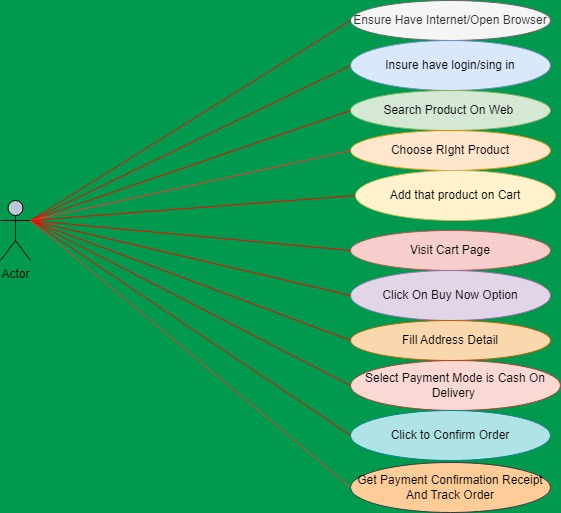 Ensure Have Internet/Open Browser
Insure have login/sing in
Search Product On Web
Choose RIght Product
Add that product on Cart
Visit Cart Page
Actor
Click On Buy Now Option
Fill Address Detail
Select Payment Mode is Cash On
Delivery
Click to Confirm Order
Get Payment Confirmation Receipt
And Track Order